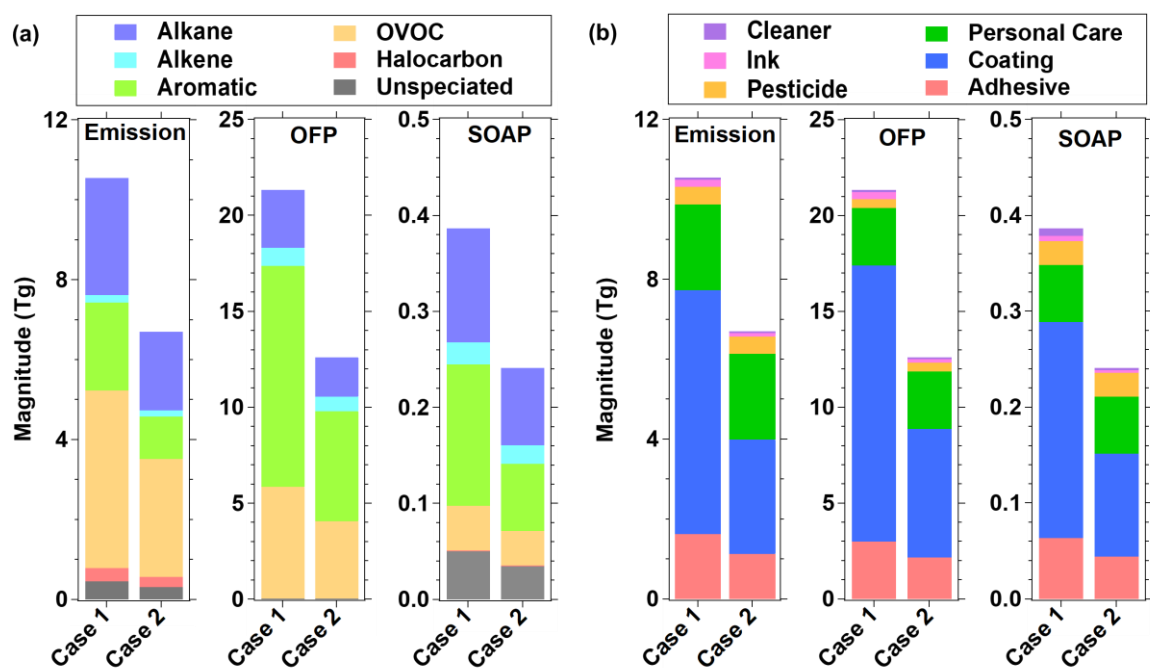 (a)
Alkane
OVOC
Alkene
Halocarbon
Aromatic
Unspeciated
Magnitude (Tg)
12
8
4
0
Emission
Case 1
Case 2
25
20
15
10
5
0
OFP
Case 1
Case 2
0.5
0.4
0.3
0.2
0.1
0.0
SOAP
Case 1
Case 2
(b)
Cleaner
Personal Care
Ink
Coating
Pesticide
Adhesive
Magnitude (Tg)
12
8
4
0
Emission
Case 1
Case 2
25
20
15
10
5
0
OFP
Case 1
Case 2
0.5
0.4
0.3
0.2
0.1
0.0
SOAP
Case 1
Case 2